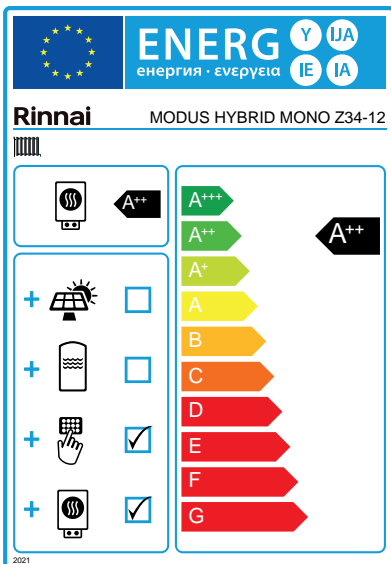 ENERG
енергия · ενεργεια
Y
IJA
IE
IA
Rinnai
MODUS HYBRID MONO Z34-12
A++
A+++
A++
A+
A
B
C
D
E
F
G
A++
+
+
+
+
2021